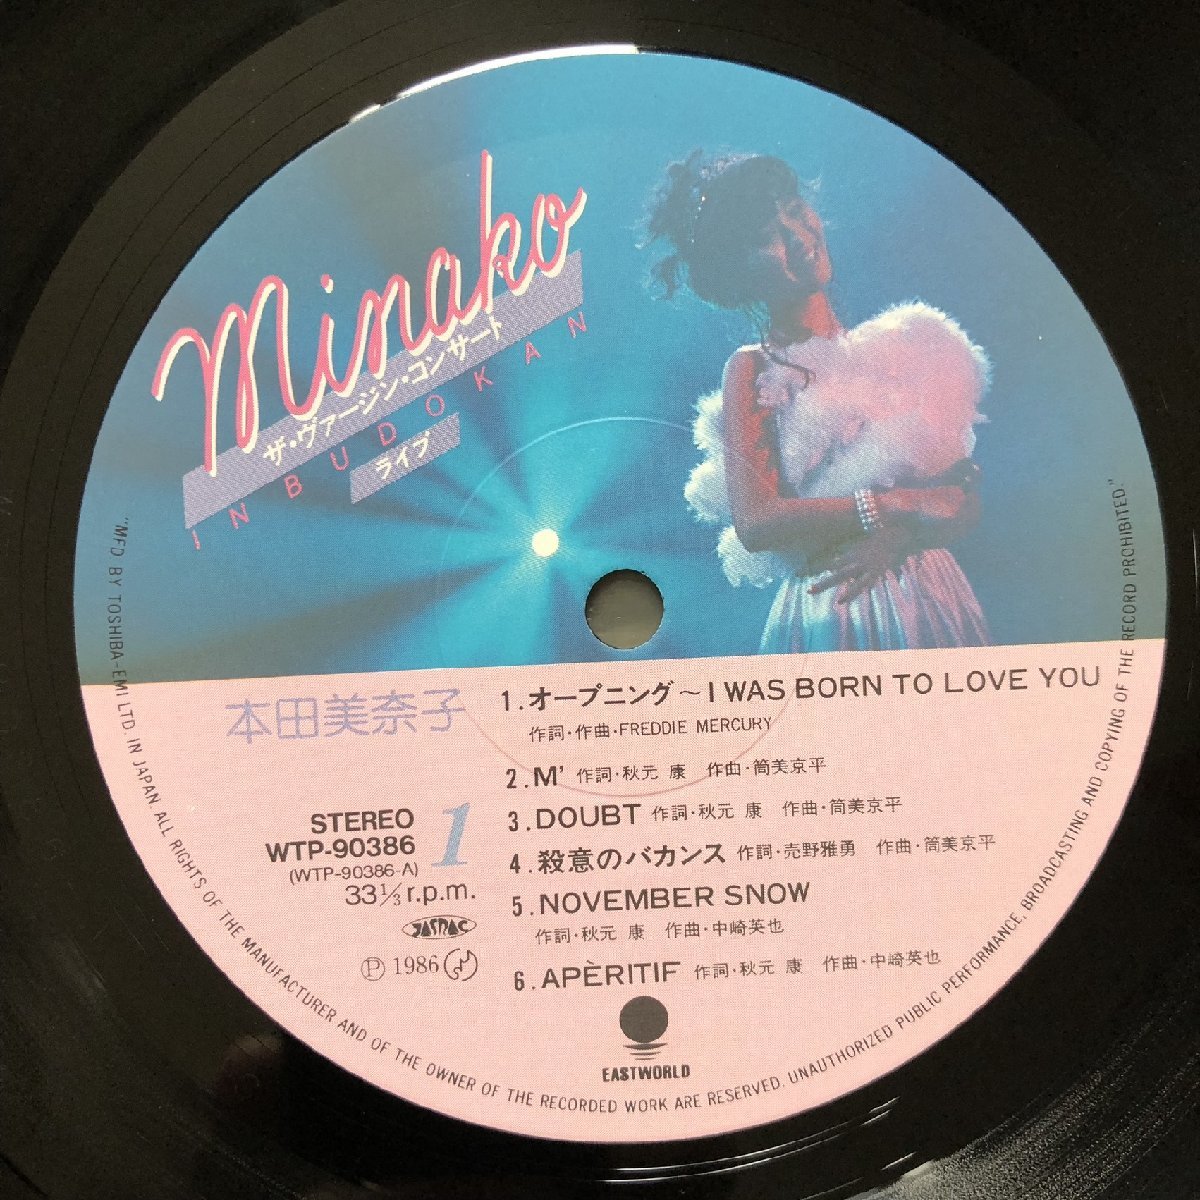 Minako
ザ・ヴァージン・コンサート
IN BUDOKAN
ライブ
本田美奈子
STEREO
WTP-90386
(WTP-90386-A)
33⅓r.p.m.
1
JASRAC
Ⓟ 1986
1.オープニング〜I WAS BORN TO LOVE YOU
作詞・作曲・FREDDIE MERCURY
2.M' 作詞・秋元 康 作曲・筒美京平
3.DOUBT 作詞・秋元 康 作曲・筒美京平
4.殺意のバカンス 作詞・売野雅勇 作曲・筒美京平
5.NOVEMBER SNOW
作詞・秋元 康 作曲・中崎英也
6.APÈRITIF 作詞・秋元 康 作曲・中崎英也
EASTWORLD
"MFD BY TOSHIBA-EMI LTD. IN JAPAN ALL RIGHTS OF THE MANUFACTURER AND OF THE OWNER OF THE RECORDED WORK ARE RESERVED. UNAUTHORIZED PUBLIC PERFORMANCE, BROADCASTING AND COPYING OF THE RECORD PROHIBITED."